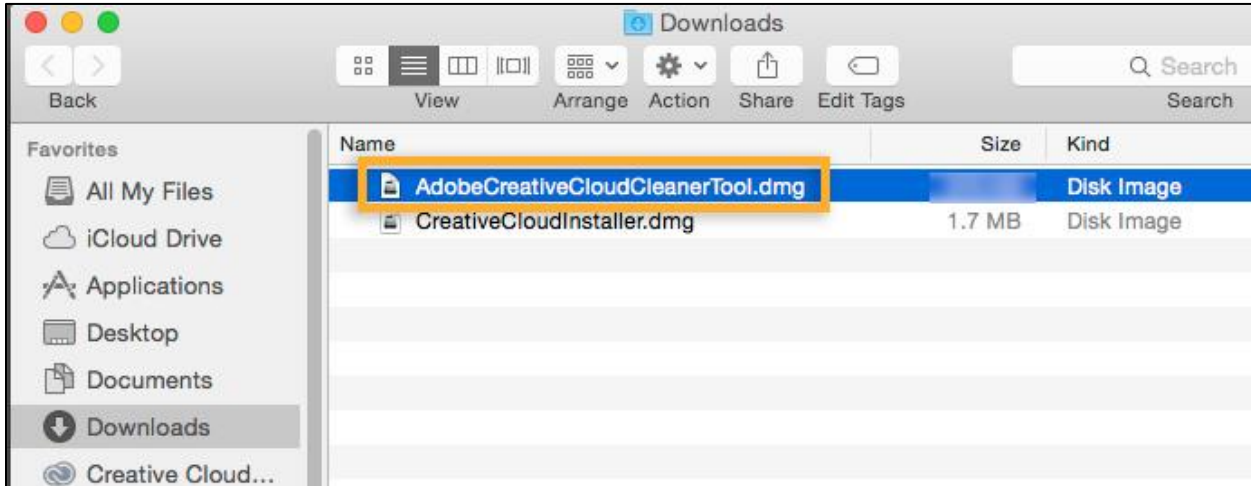 Downloads
Back View Arrange Action Share Edit Tags Search
Search
Favorites
All My Files
iCloud Drive
Applications
Desktop
Documents
Downloads
Creative Cloud...
Name Size Kind
AdobeCreativeCloudCleanerTool.dmg Disk Image
CreativeCloudInstaller.dmg 1.7 MB Disk Image